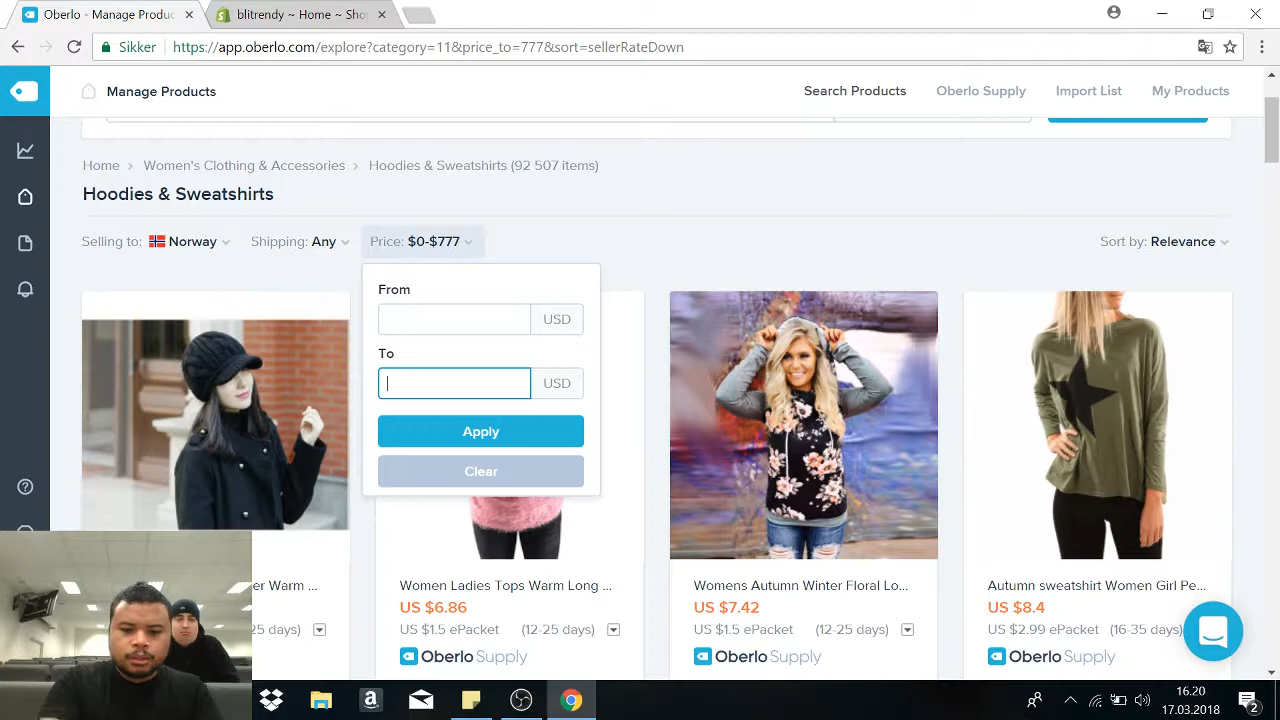 Oberlo - Manage Produc
blitrendy ~ Home ~ Sho
Sikker
https://app.oberlo.com/explore?category=11&price_to=777&sort=sellerRateDown
Manage Products
Search Products
Oberlo Supply
Import List
My Products
Home > Women's Clothing & Accessories > Hoodies & Sweatshirts (92 507 items)
Hoodies & Sweatshirts
Selling to: Norway
Shipping: Any
Price: $0-$777
Sort by: Relevance
From
USD
To
USD
Apply
Clear
er Warm ...
25 days)
Women Ladies Tops Warm Long ...
US $6.86
US $1.5 ePacket (12-25 days)
Oberlo Supply
Womens Autumn Winter Floral Lo...
US $7.42
US $1.5 ePacket (12-25 days)
Oberlo Supply
Autumn sweatshirt Women Girl Pe...
US $8.4
US $2.99 ePacket (16-35 days)
Oberlo Supply
16.20
17.03.2018
2